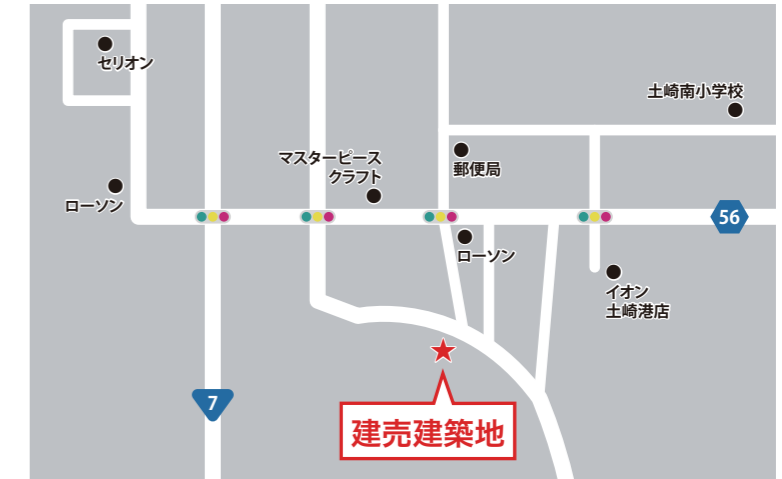 セリオン
土崎南小学校
マスターピース
クラフト
郵便局
ローソン
56
ローソン
イオン
土崎港店
7
建売建築地